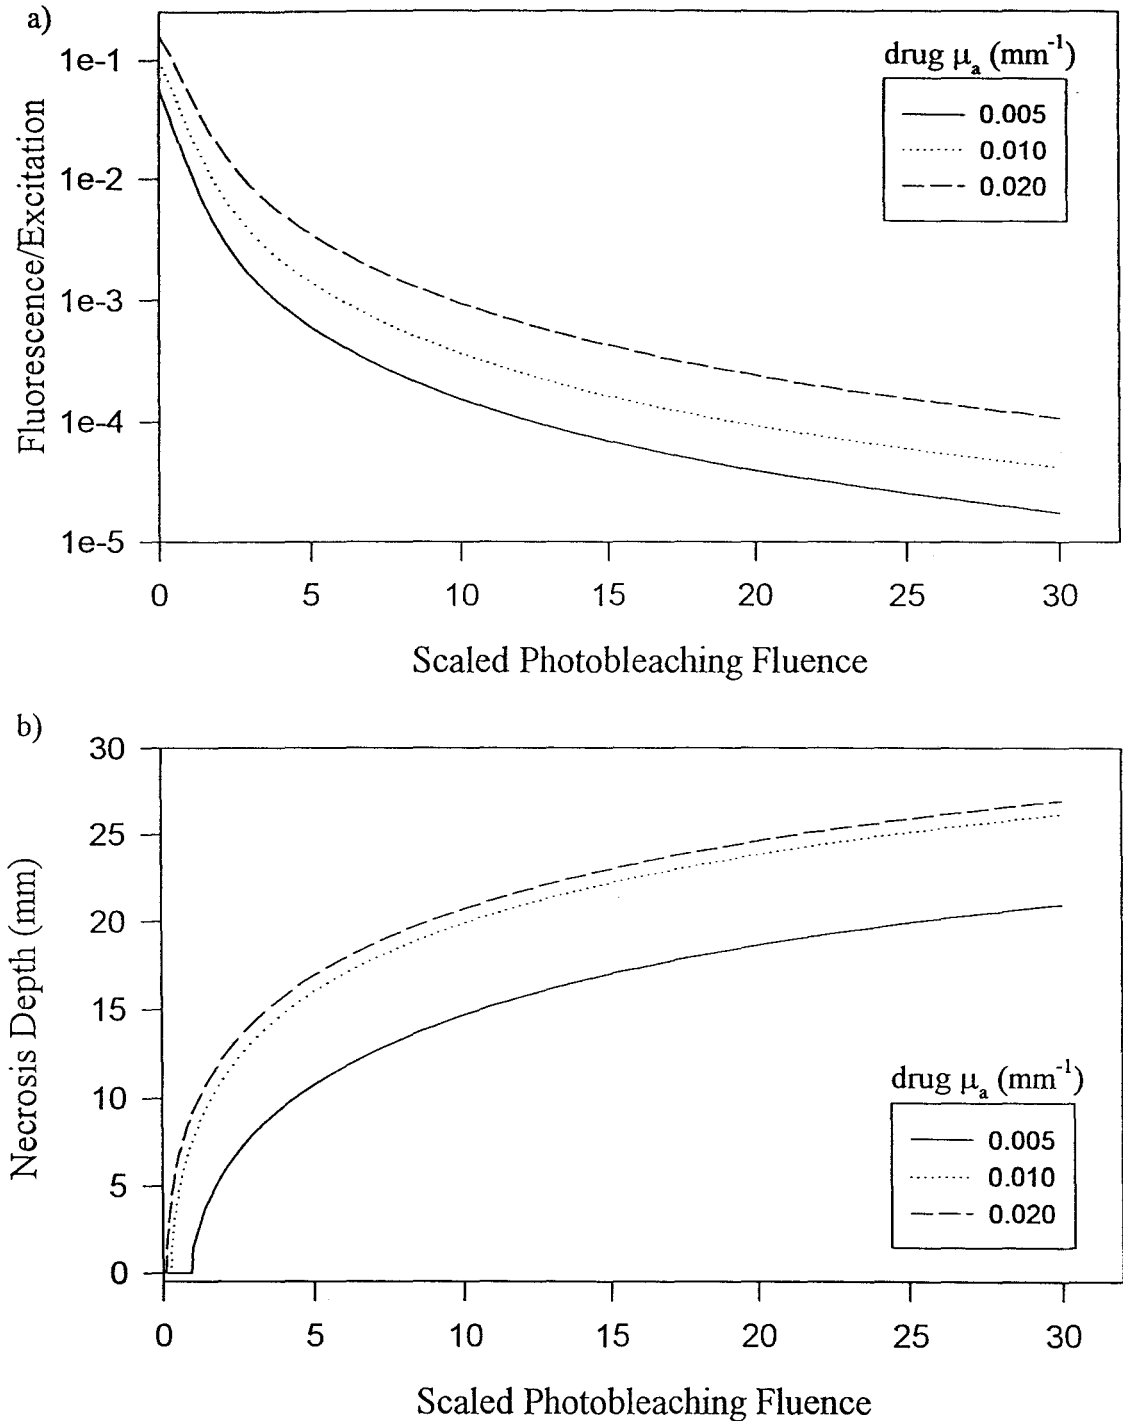 a)
1e-1
1e-2
1e-3
1e-4
1e-5
Fluorescence/Excitation
drug μa (mm-1)
0.005
0.010
0.020
0 5 10 15 20 25 30
Scaled Photobleaching Fluence
b)
30
25
20
15
10
5
0
Necrosis Depth (mm)
drug μa (mm-1)
0.005
0.010
0.020
0 5 10 15 20 25 30
Scaled Photobleaching Fluence